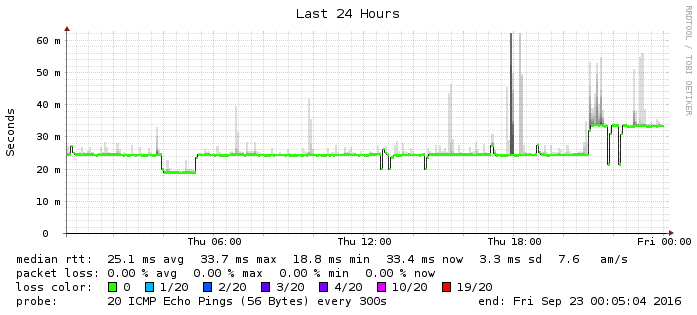 Last 24 Hours
RRDTOOL / TOBI OETIKER
Seconds
60 m
50 m
40 m
30 m
20 m
10 m
0
Thu 06:00 Thu 12:00 Thu 18:00 Fri 00:00
median rtt: 25.1 ms avg 33.7 ms max 18.8 ms min 33.4 ms now 3.3 ms sd 7.6 am/s
packet loss: 0.00 % avg 0.00 % max 0.00 % min 0.00 % now
loss color: 0 1/20 2/20 3/20 4/20 10/20 19/20
probe: 20 ICMP Echo Pings (56 Bytes) every 300s end: Fri Sep 23 00:05:04 2016